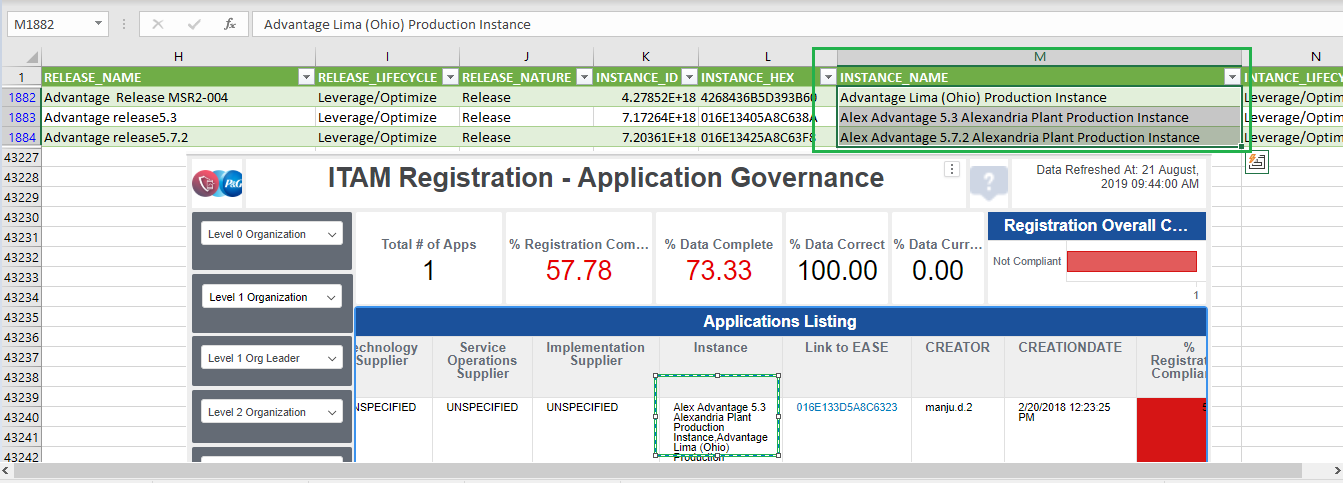 M1882 fx Advantage Lima (Ohio) Production Instance
H I J K L M N
1 RELEASE_NAME RELEASE_LIFECYCLE RELEASE_NATURE INSTANCE_ID INSTANCE_HEX INSTANCE_NAME INTANCE_LIFECY
1882 Advantage Release MSR2-004 Leverage/Optimize Release 4.27852E+18 4268436B5D393B60 Advantage Lima (Ohio) Production Instance Leverage/Optim
1883 Advantage release5.3 Leverage/Optimize Release 7.17264E+18 016E13405A8C638A Alex Advantage 5.3 Alexandria Plant Production Instance Leverage/Optim
1884 Advantage release5.7.2 Leverage/Optimize Release 7.20361E+18 016E13425A8C63F8 Alex Advantage 5.7.2 Alexandria Plant Production Instance Leverage/Optim
43227
43228
43229
43230
43231
43232
43233
43234
43235
43236
43237
43238
43239
43240
43241
43242
P&G
ITAM Registration - Application Governance
?
Data Refreshed At: 21 August,
2019 09:44:00 AM
Level 0 Organization
Level 1 Organization
Level 1 Org Leader
Level 2 Organization
Total # of Apps
1
% Registration Com...
57.78
% Data Complete
73.33
% Data Correct
100.00
% Data Curr...
0.00
Registration Overall C...
Not Compliant
1
Applications Listing
echnology
Supplier
Service
Operations
Supplier
Implementation
Supplier
Instance
Link to EASE
CREATOR
CREATIONDATE
%
Registrat
Complian
NSPECIFIED
UNSPECIFIED
UNSPECIFIED
Alex Advantage 5.3
Alexandria Plant
Production
Instance,Advantage
Lima (Ohio)
Production
016E133D5A8C6323
manju.d.2
2/20/2018 12:23:25
PM